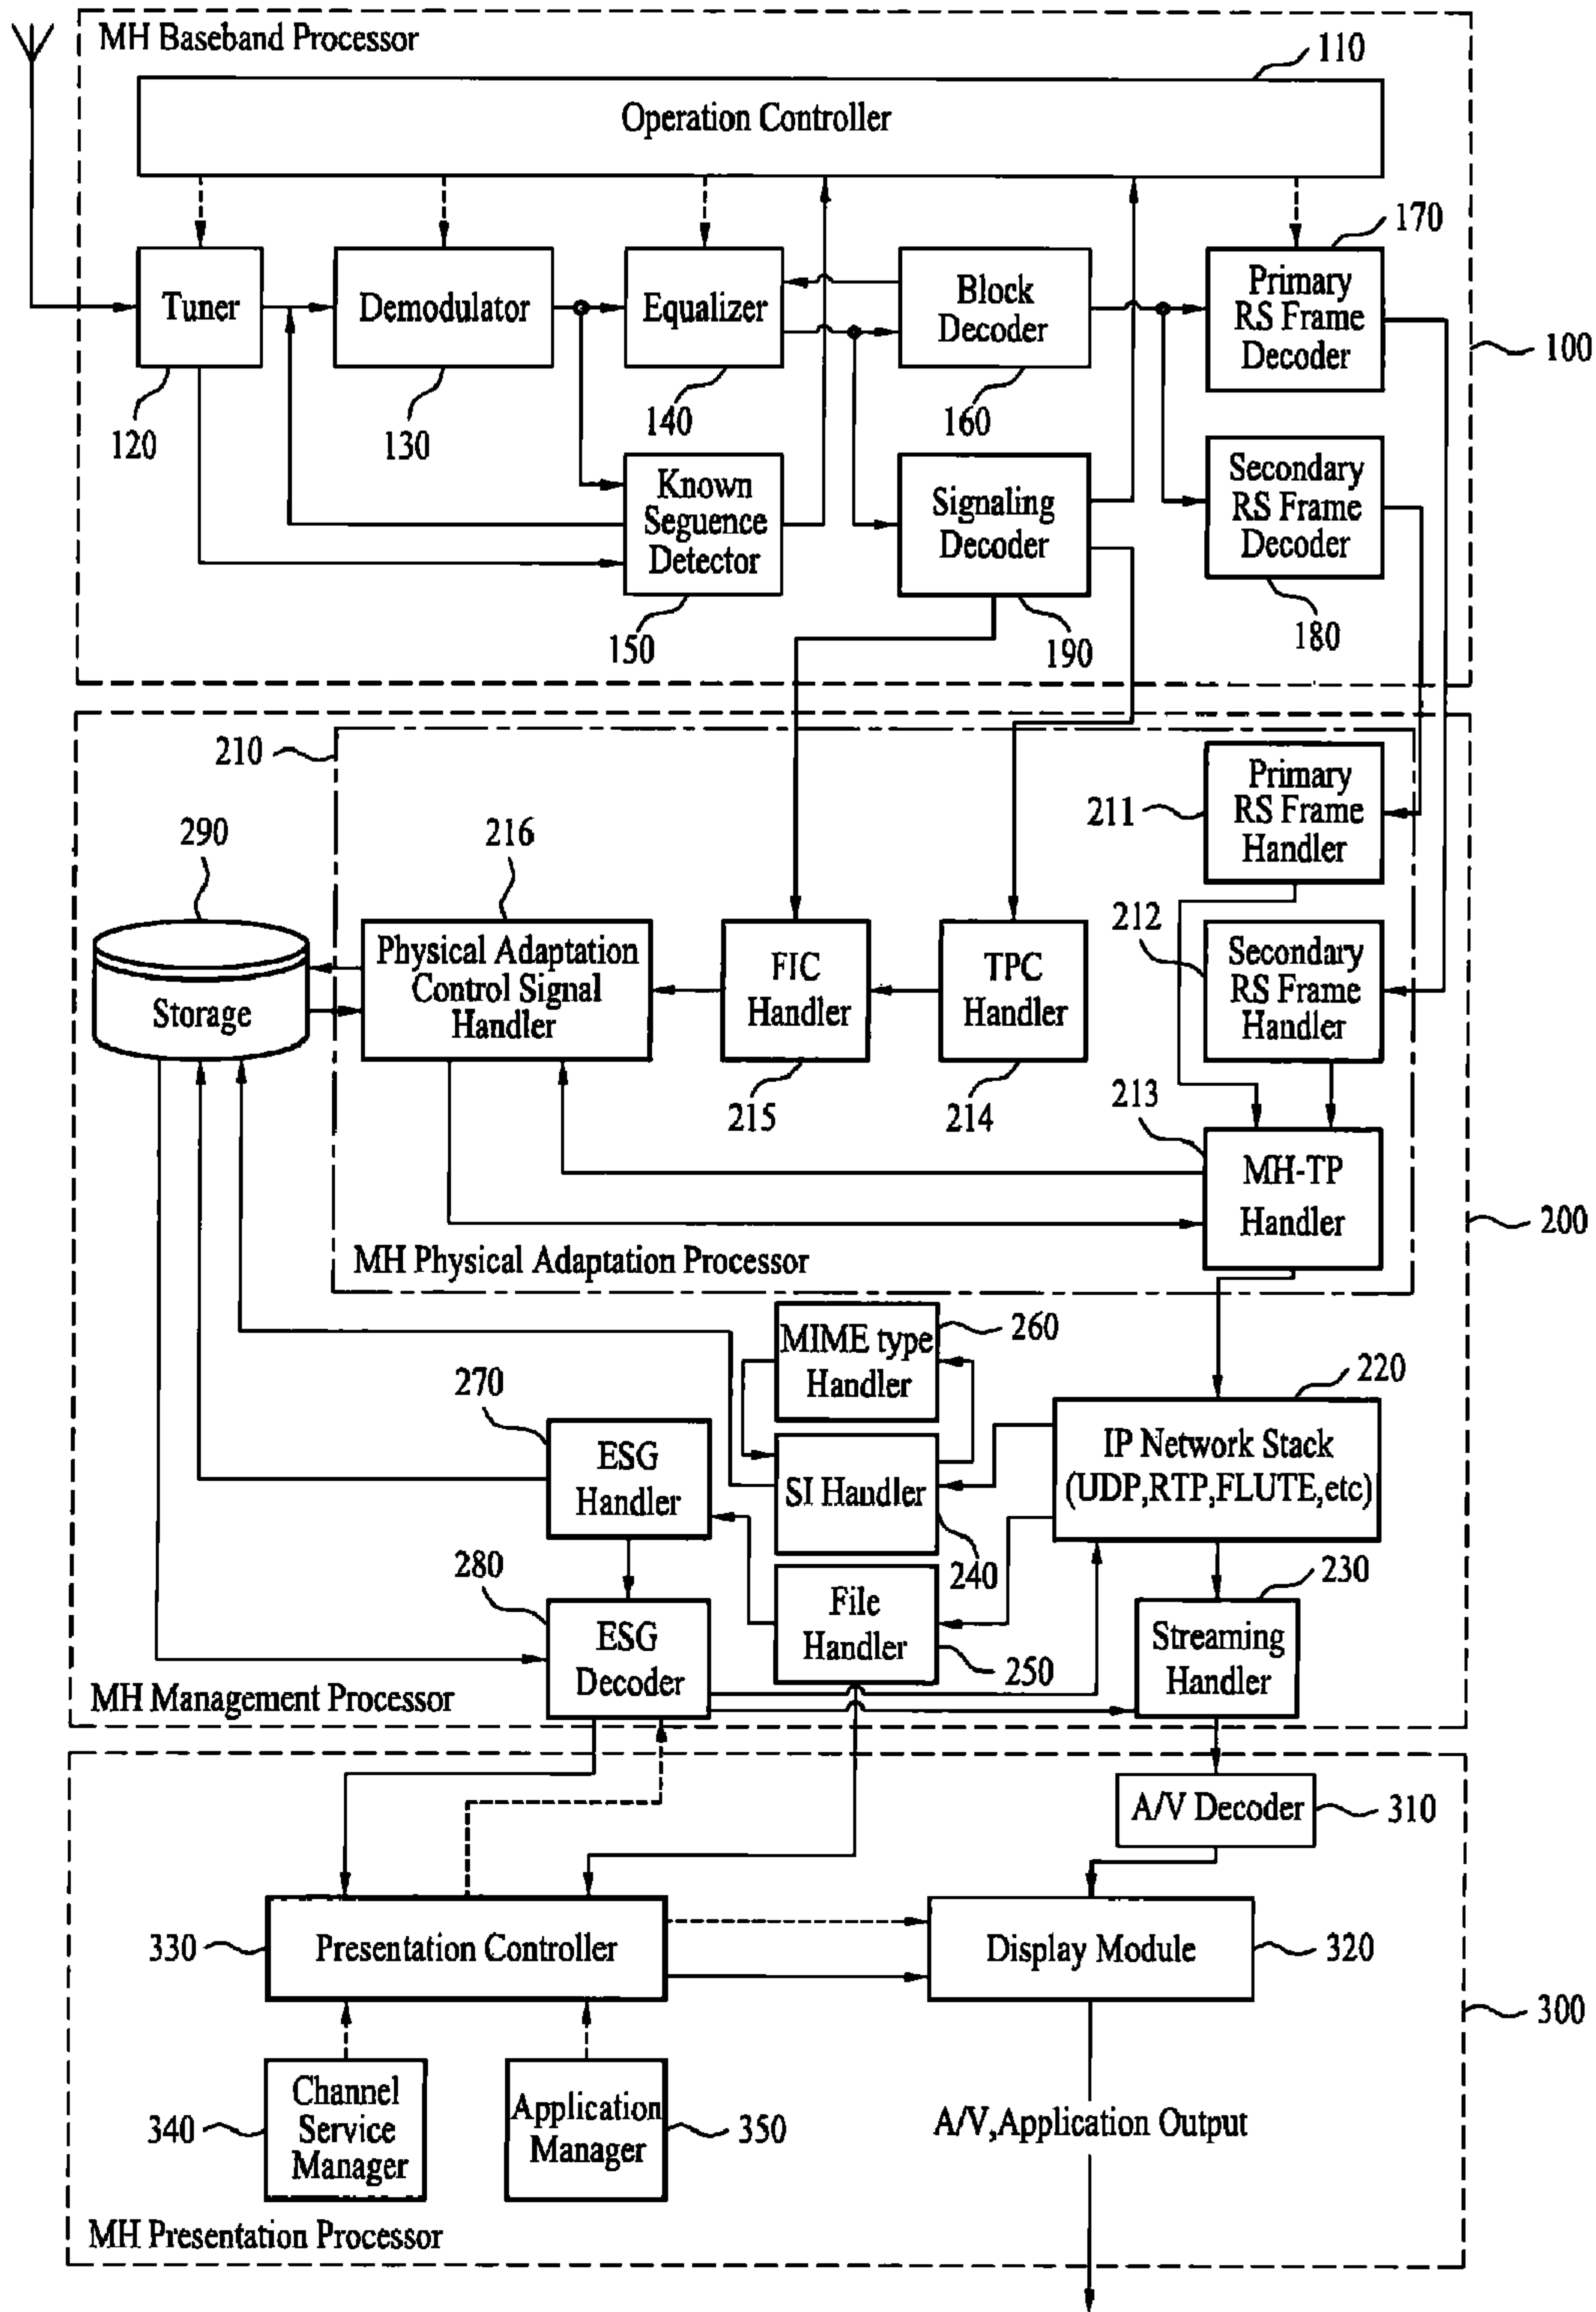 MH Baseband Processor
110
Operation Controller
170
Tuner
Demodulator
Equalizer
Block
Decoder
Primary
RS Frame
Decoder
100
120
130
140
160
Known
Seguence
Detector
Signaling
Decoder
Secondary
RS Frame
Decoder
150
190
180
210
Primary
RS Frame
Handler
211
290
216
212
Storage
Physical Adaptation
Control Signal
Handler
FIC
Handler
TPC
Handler
Secondary
RS Frame
Handler
215
214
213
MH-TP
Handler
200
MH Physical Adaptation Processor
MIME type
Handler
260
270
220
ESG
Handler
SI Haudler
IP Network Stack
(UDP,RTP,FLUTE,etc)
240
280
230
ESG
Decoder
File
Handler
250
Streaming
Handler
MH Management Processor
A/V Decoder
310
330
Presentation Controller
Display Module
320
300
340
Channel
Service
Manager
Application
Manager
350
A/V,Application Output
MH Presentation Processor